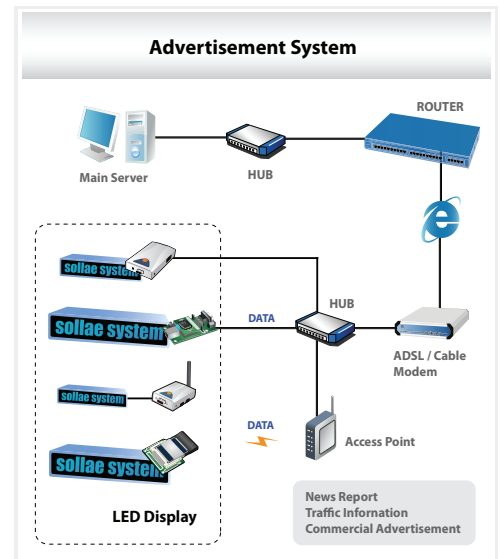 Advertisement System
ROUTER
Main Server
HUB
sollae system
HUB
DATA
sollae system
ADSL / Cable
Modem
sollae system
DATA
Access Point
sollae system
LED Display
News Report
Traffic Infornation
Commercial Advertisement